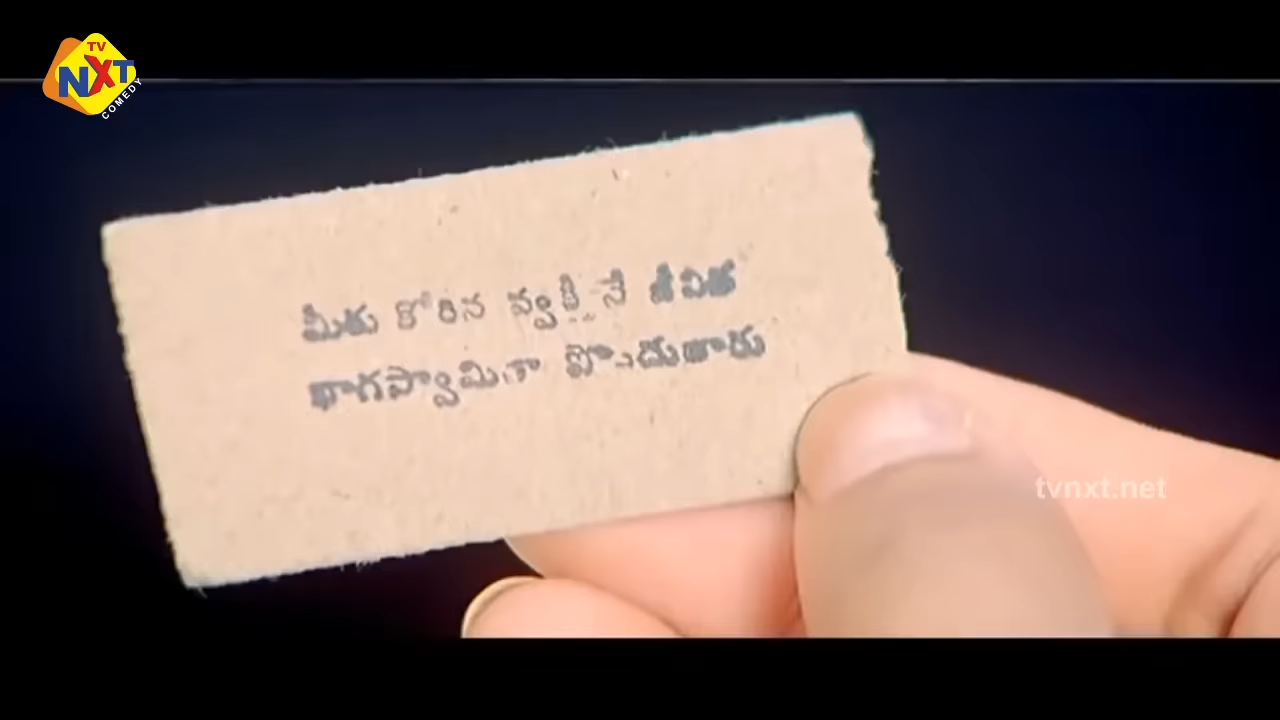 TV
NXT
COMEDY
మీరు కోరిన వ్యక్తినే జీవిత
భాగస్వామిగా పొందుతారు
tvnxt.net